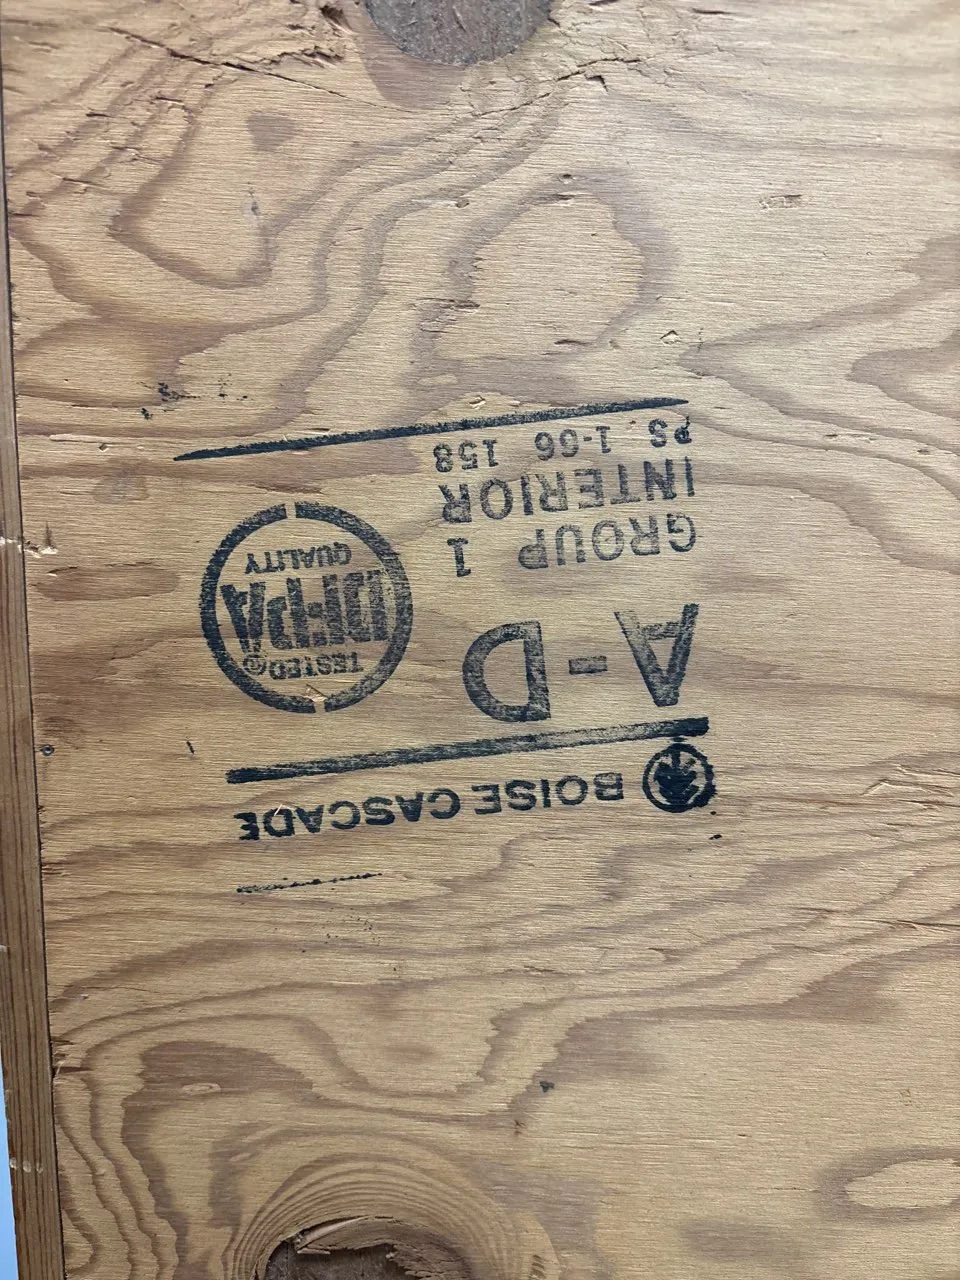 BOISE CASCADE
A-D
GROUP 1
INTERIOR
PS 1-66 158
TESTED ®
DFPA
QUALITY